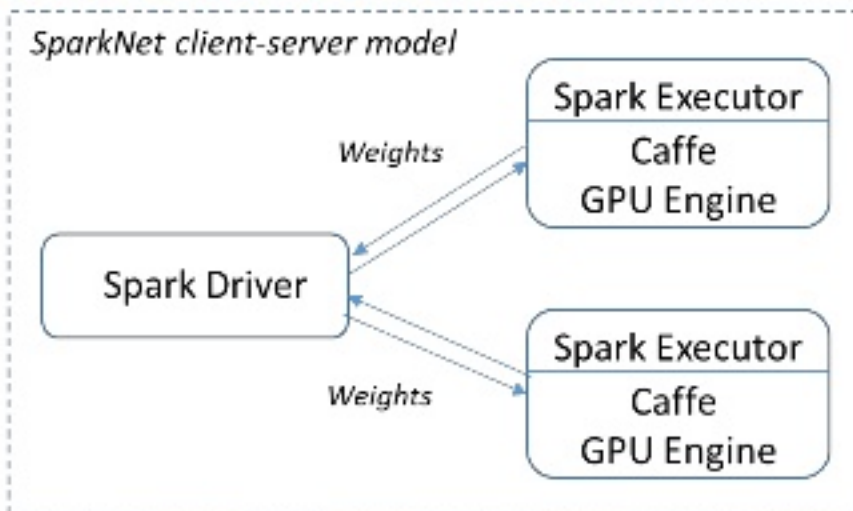 SparkNet client-server model
Spark Executor
Caffe
GPU Engine
Weights
Spark Driver
Weights
Spark Executor
Caffe
GPU Engine